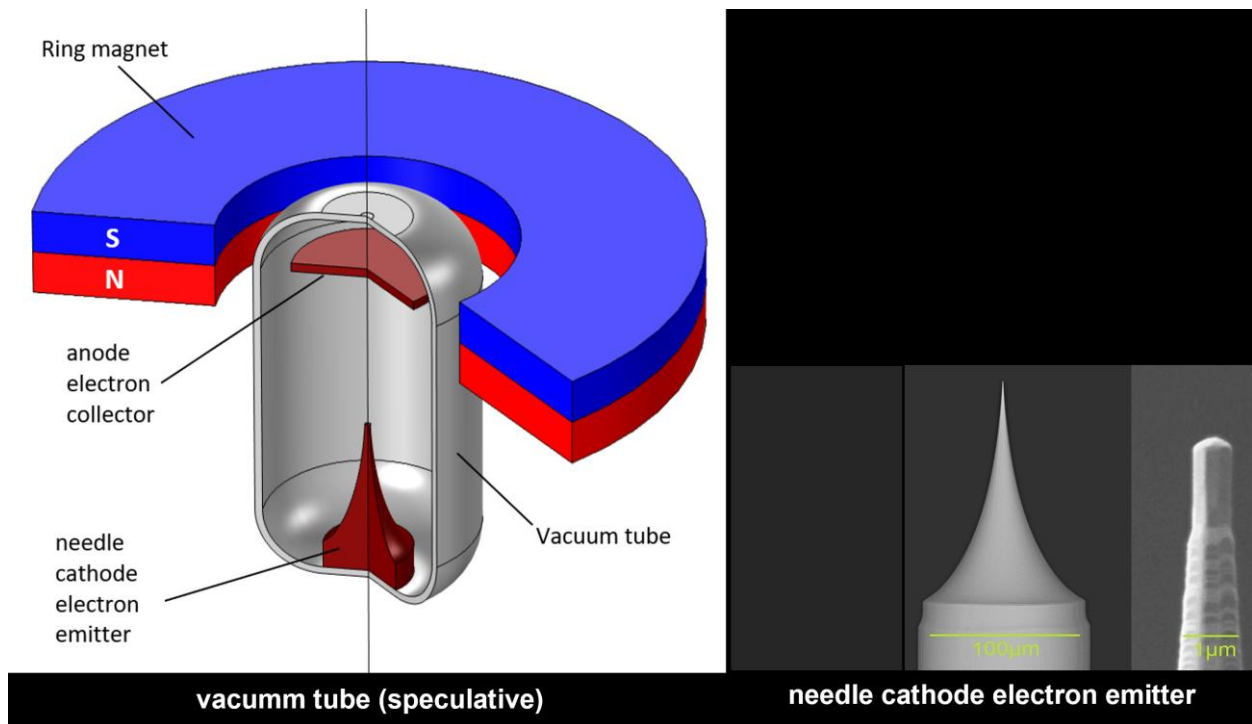 Ring magnet
S
N
anode
electron
collector
needle
cathode
electron
emitter
Vacuum tube
100µm
1µm
vacumm tube (speculative)
needle cathode electron emitter